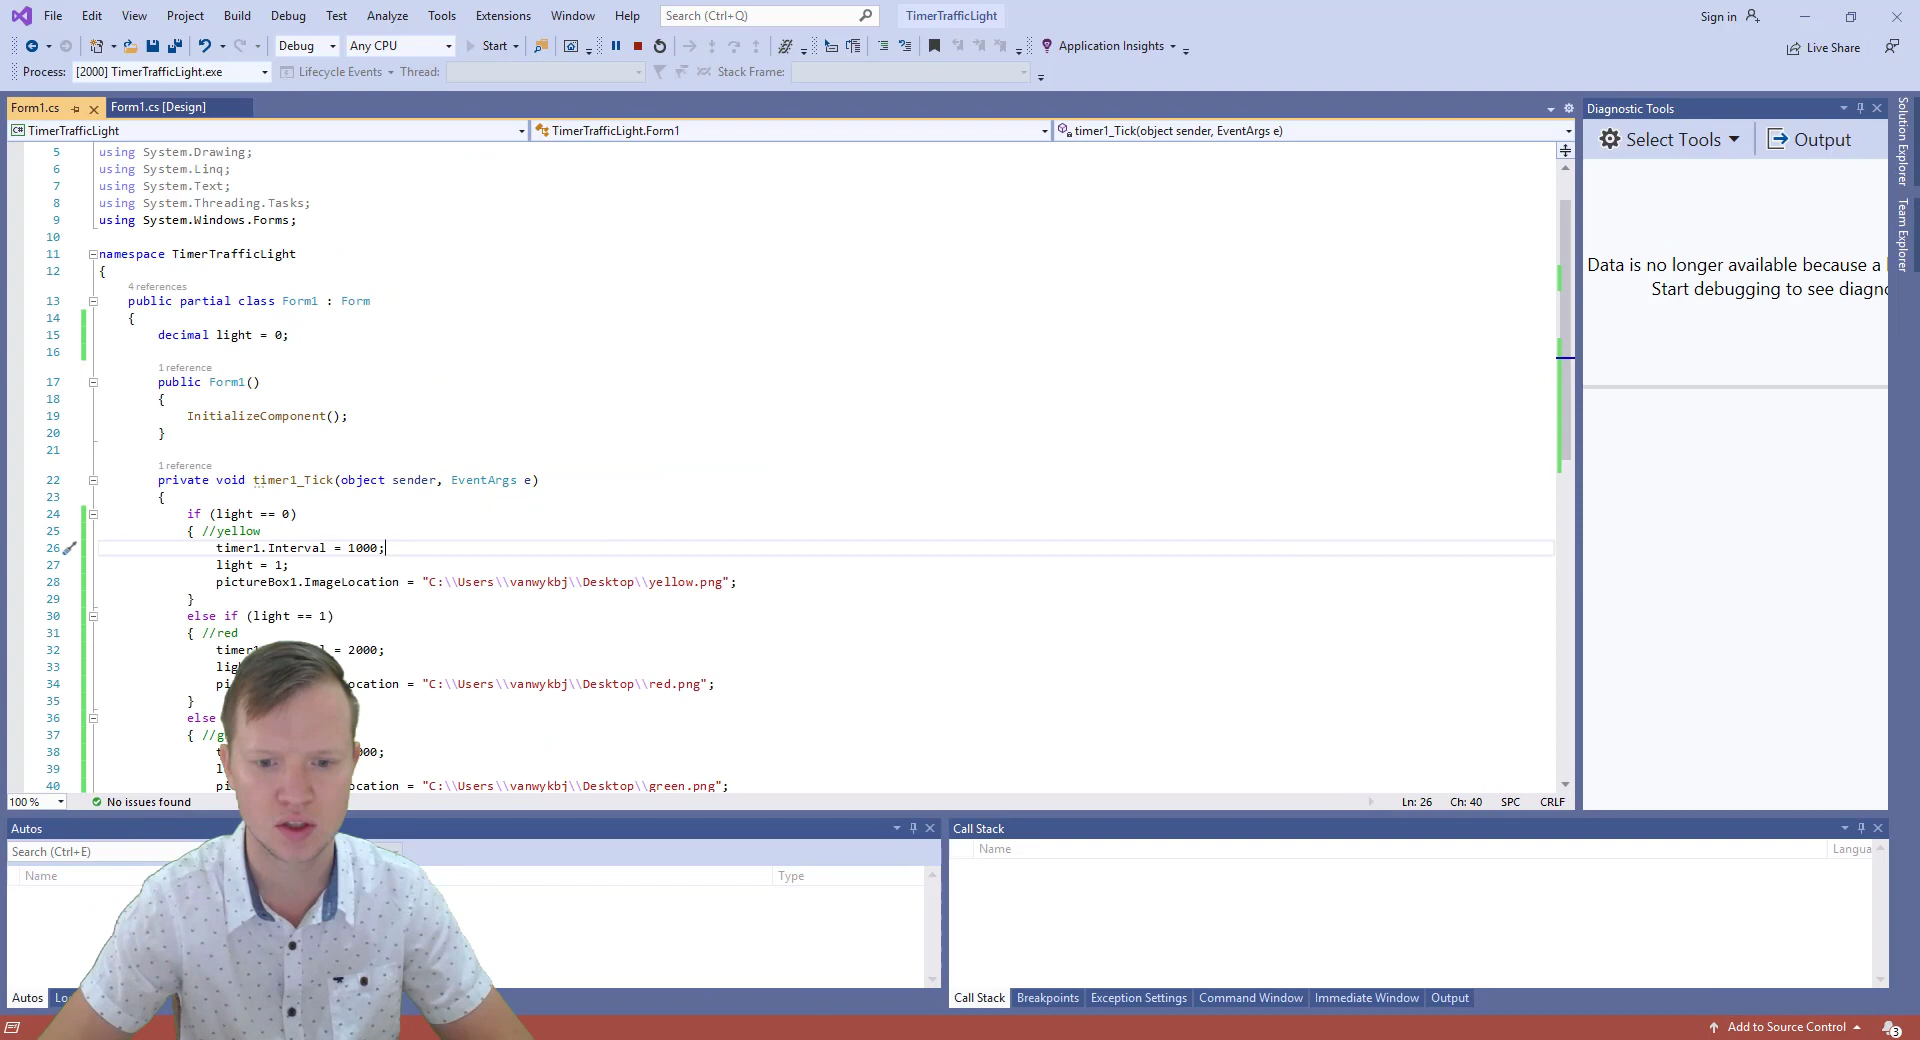 File Edit View Project Build Debug Test Analyze Tools Extensions Window Help Search (Ctrl+Q) TimerTrafficLight Sign in
Debug Any CPU Start Application Insights Live Share
Process: [2000] TimerTrafficLight.exe Lifecycle Events Thread: Stack Frame:
Form1.cs Form1.cs [Design] Diagnostic Tools
TimerTrafficLight TimerTrafficLight.Form1 timer1_Tick(object sender, EventArgs e)
Select Tools Output
Solution Explorer
Team Explorer
Data is no longer available because a
Start debugging to see
5 using System.Drawing;
6 using System.Linq;
7 using System.Text;
8 using System.Threading.Tasks;
9 using System.Windows.Forms;
10
11 namespace TimerTrafficLight
12 {
4 references
13 public partial class Form1 : Form
14 {
15 decimal light = 0;
16
1 reference
17 public Form1()
18 {
19 InitializeComponent();
20 }
21
1 reference
22 private void timer1_Tick(object sender, EventArgs e)
23 {
24 if (light == 0)
25 { //yellow
26 timer1.Interval = 1000;
27 light = 1;
28 pictureBox1.ImageLocation = "C:\\Users\\vanwykbj\\Desktop\\yellow.png";
29 }
30 else if (light == 1)
31 { //red
32 = 2000;
33
34 = "C:\\Users\\vanwykbj\\Desktop\\red.png";
35 }
36 else
37 {
38
39
40 = "C:\\Users\\vanwykbj\\Desktop\\green.png";
100 % No issues found Ln: 26 Ch: 40 SPC CRLF
Autos Call Stack
Search (Ctrl+E) Name
Name Type
Autos Call Stack Breakpoints Exception Settings Command Window Immediate Window Output
Add to Source Control 3